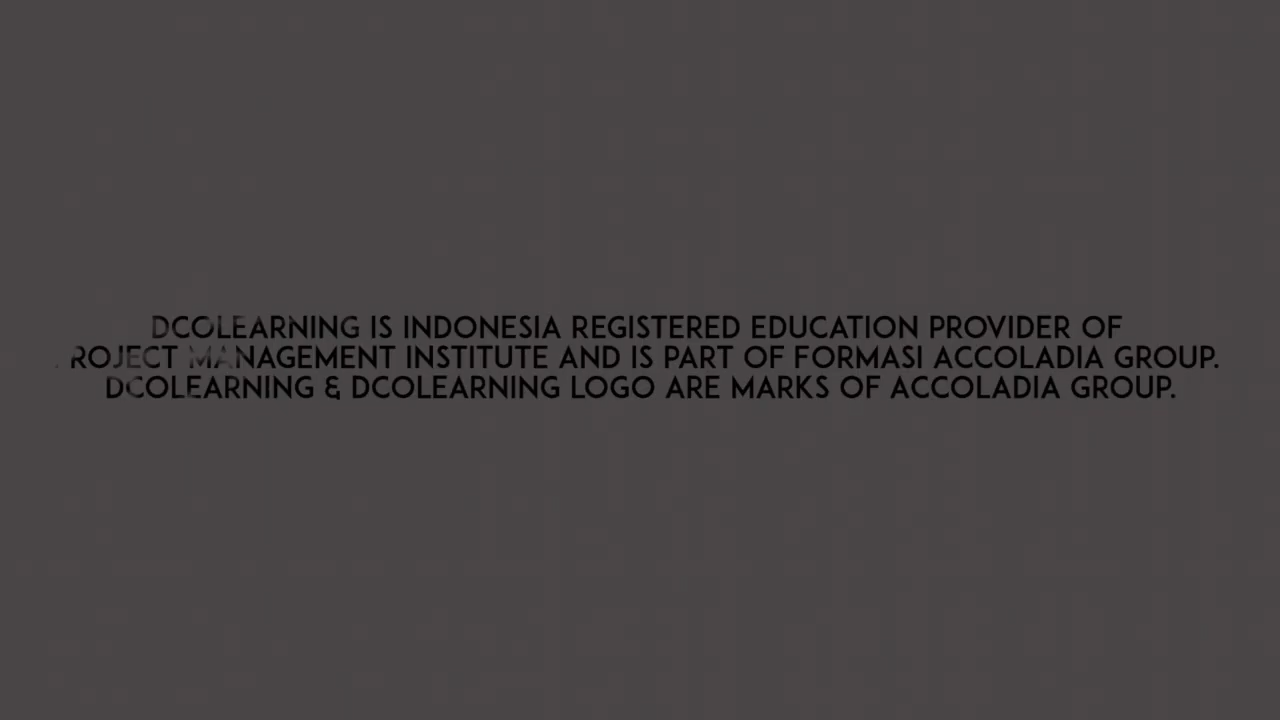 DCOLEARNING IS INDONESIA REGISTERED EDUCATION PROVIDER OF
PROJECT MANAGEMENT INSTITUTE AND IS PART OF FORMASI ACCOLADIA GROUP.
DCOLEARNING & DCOLEARNING LOGO ARE MARKS OF ACCOLADIA GROUP.